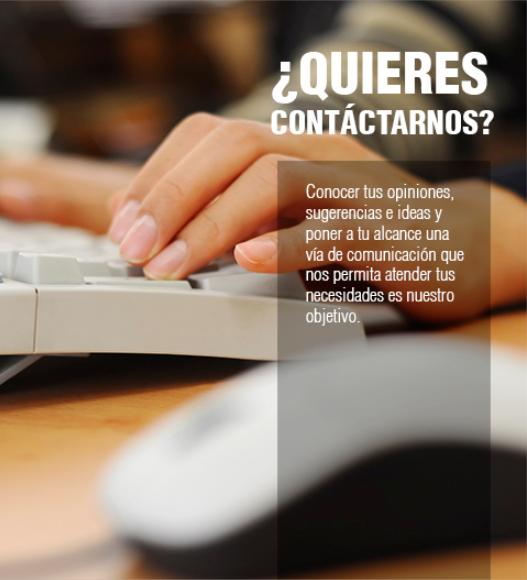 ¿QUIERES
CONTÁCTARNOS?
Conocer tus opiniones,
sugerencias e ideas y
poner a tu alcance una
vía de comunicación que
nos permita atender tus
necesidades es nuestro
objetivo.